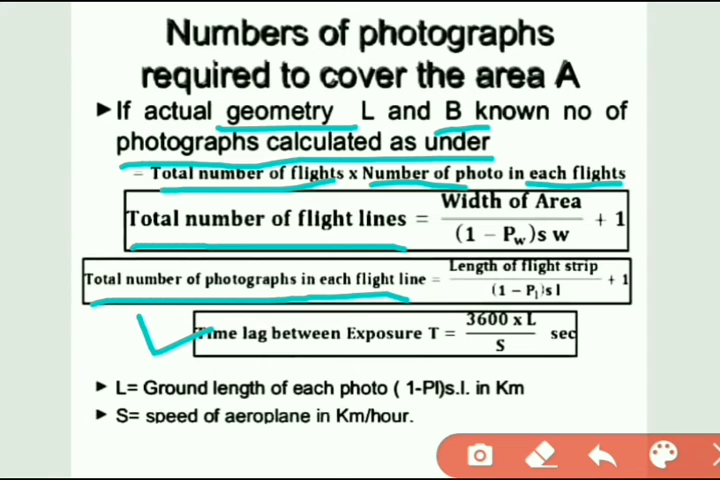 Numbers of photographs
required to cover the area A
➤If actual geometry L and B known no of
photographs calculated as under
= Total number of flights x Number of photo in each flights
Total number of flight lines = Width of Area / (1 − Pw)s w + 1
Total number of photographs in each flight line = Length of flight strip / (1 − Pl)s l + 1
Time lag between Exposure T = 3600 x L / S sec
➤ L= Ground length of each photo ( 1-Pl)s.l. in Km
➤ S= speed of aeroplane in Km/hour.